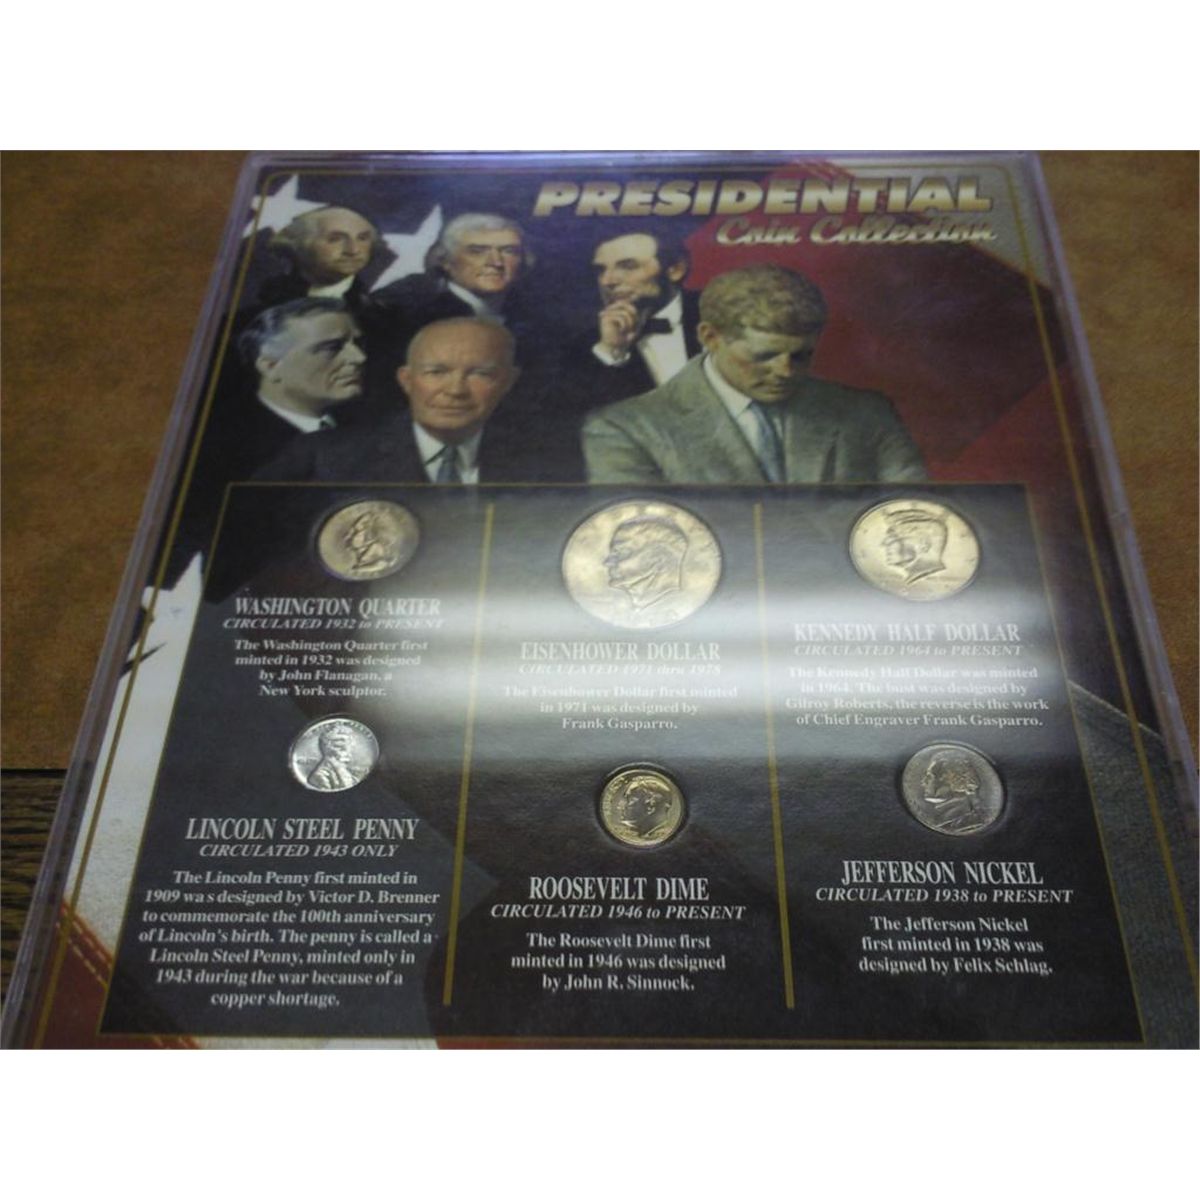 PRESIDENTIAL
Coin Collection
WASHINGTON QUARTER
CIRCULATED 1932 to PRESENT
The Washington Quarter first
minted in 1932 was designed
by John Flanagan, a
New York sculptor.
EISENHOWER DOLLAR
CIRCULATED 1971 thru 1978
The Eisenhower Dollar first minted
in 1971 was designed by
Frank Gasparro.
KENNEDY HALF DOLLAR
CIRCULATED 1964 to PRESENT
The Kennedy Half Dollar was minted
in 1964. The bust was designed by
Gilroy Roberts, the reverse is the work
of Chief Engraver Frank Gasparro.
LINCOLN STEEL PENNY
CIRCULATED 1943 ONLY
The Lincoln Penny first minted in
1909 wa s designed by Victor D. Brenner
to commemorate the 100th anniversary
of Lincoln's birth. The penny is called a
Lincoln Steel Penny, minted only in
1943 during the war because of a
copper shortage.
ROOSEVELT DIME
CIRCULATED 1946 to PRESENT
The Roosevelt Dime first
minted in 1946 was designed
by John R. Sinnock.
JEFFERSON NICKEL
CIRCULATED 1938 to PRESENT
The Jefferson Nickel
first minted in 1938 was
designed by Felix Schlag.